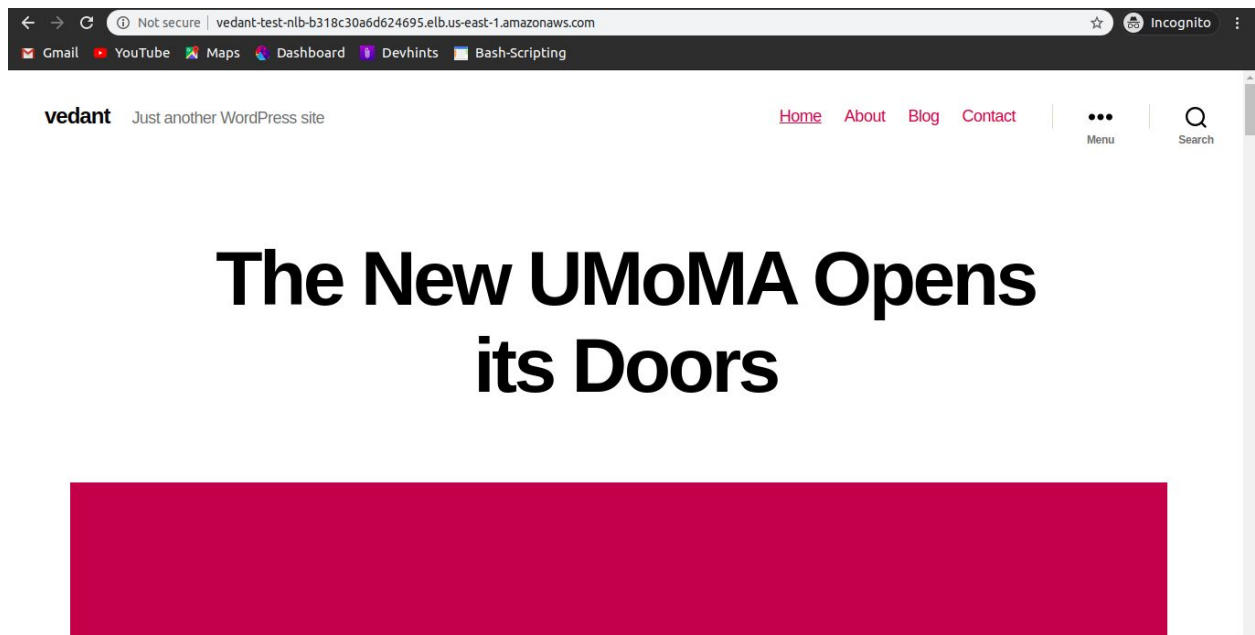 Not secure | vedant-test-nlb-b318c30a6d624695.elb.us-east-1.amazonaws.com Incognito
Gmail YouTube Maps Dashboard Devhints Bash-Scripting
vedant Just another WordPress site Home About Blog Contact
Menu Search
The New UMoMA Opens
its Doors